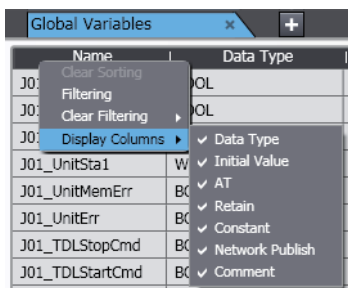 Global Variables × +
Name Data Type
Clear Sorting
Filtering
Clear Filtering
Display Columns
Data Type
Initial Value
AT
Retain
Constant
Network Publish
Comment
J01_UnitSta1
J01_UnitMemErr
J01_UnitErr
J01_TDLStopCmd
J01_TDLStartCmd